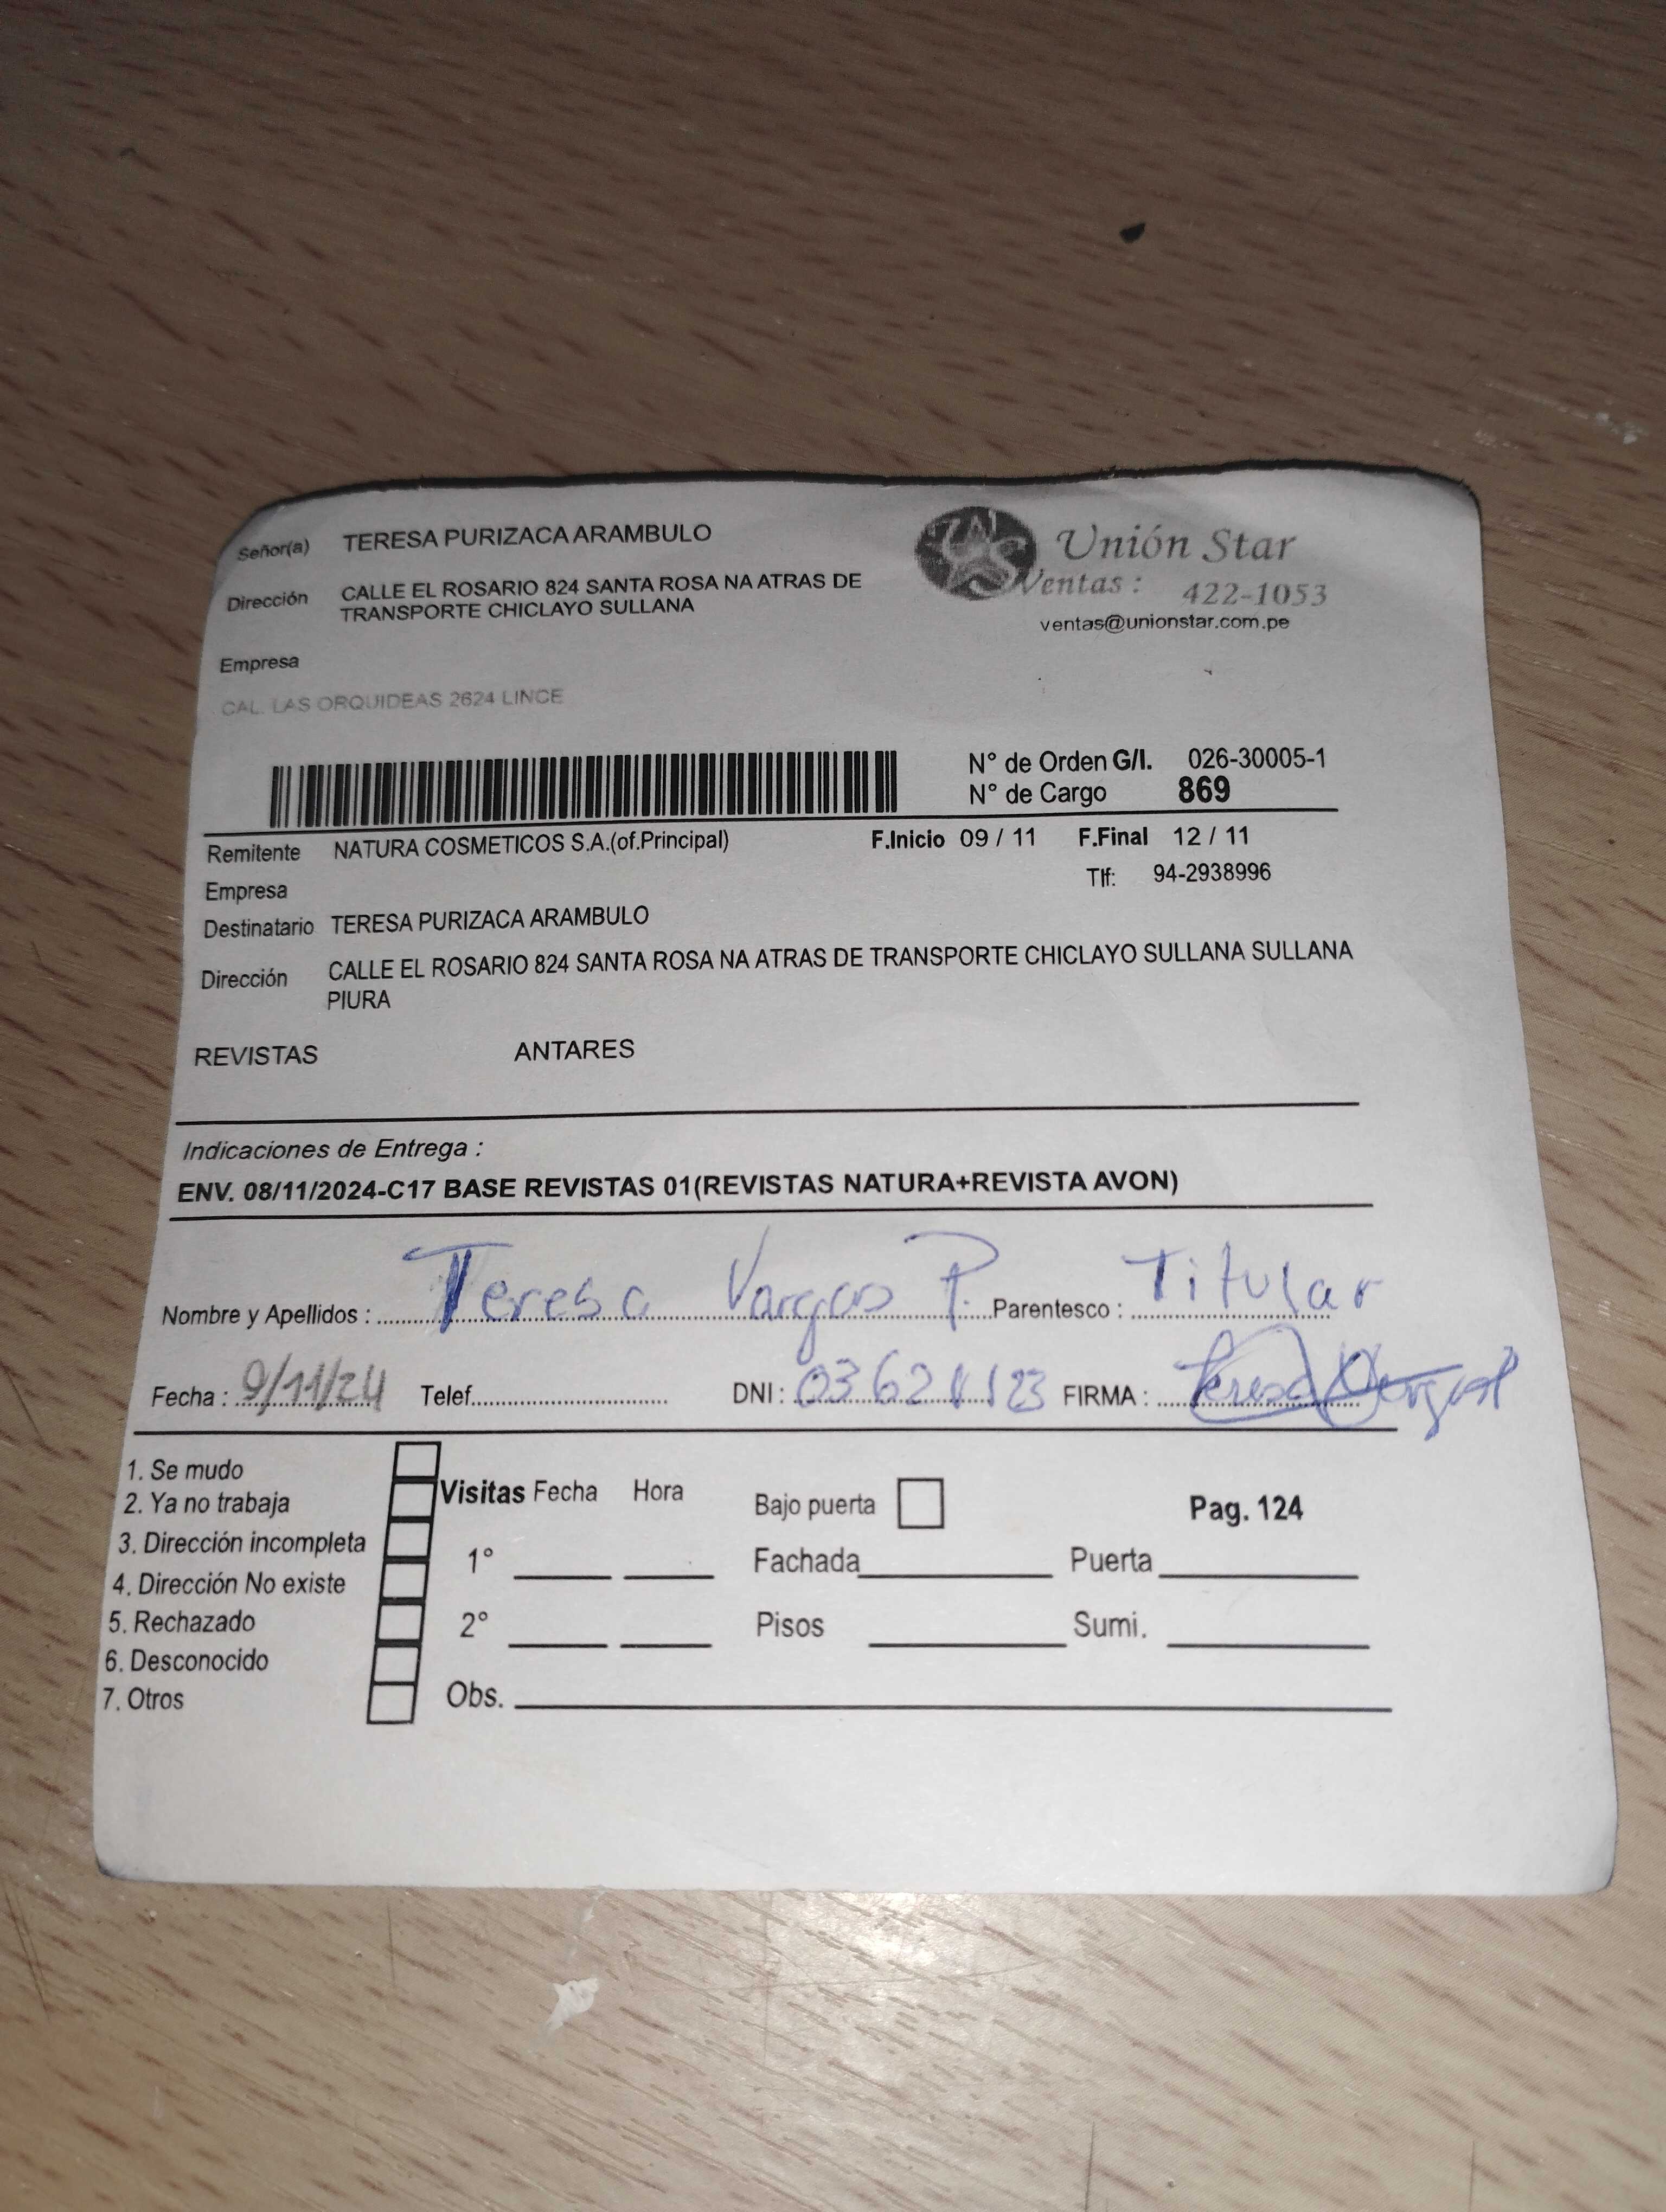 Señor(a) TERESA PURIZACA ARAMBULO
Dirección CALLE EL ROSARIO 824 SANTA ROSA NA ATRAS DE
TRANSPORTE CHICLAYO SULLANA
Unión Star
Ventas : 422-1053
ventas@unionstar.com.pe
Empresa
CAL. LAS ORQUIDEAS 2624 LINCE
N° de Orden G/I. 026-30005-1
N° de Cargo 869
Remitente NATURA COSMETICOS S.A.(of.Principal) F.Inicio 09 / 11 F.Final 12 / 11
Empresa Tlf: 94-2938996
Destinatario TERESA PURIZACA ARAMBULO
Dirección CALLE EL ROSARIO 824 SANTA ROSA NA ATRAS DE TRANSPORTE CHICLAYO SULLANA SULLANA
PIURA
REVISTAS ANTARES
Indicaciones de Entrega :
ENV. 08/11/2024-C17 BASE REVISTAS 01(REVISTAS NATURA+REVISTA AVON)
Nombre y Apellidos : Teresa Vargas P. Parentesco : Titular
Fecha : 9/11/24 Telef. DNI : FIRMA : Teresa Vargas P
1. Se mudo
2. Ya no trabaja
3. Dirección incompleta
4. Dirección No existe
5. Rechazado
6. Desconocido
7. Otros
Visitas Fecha Hora Bajo puerta Pag. 124
1° Fachada Puerta
2° Pisos Sumi.
Obs.